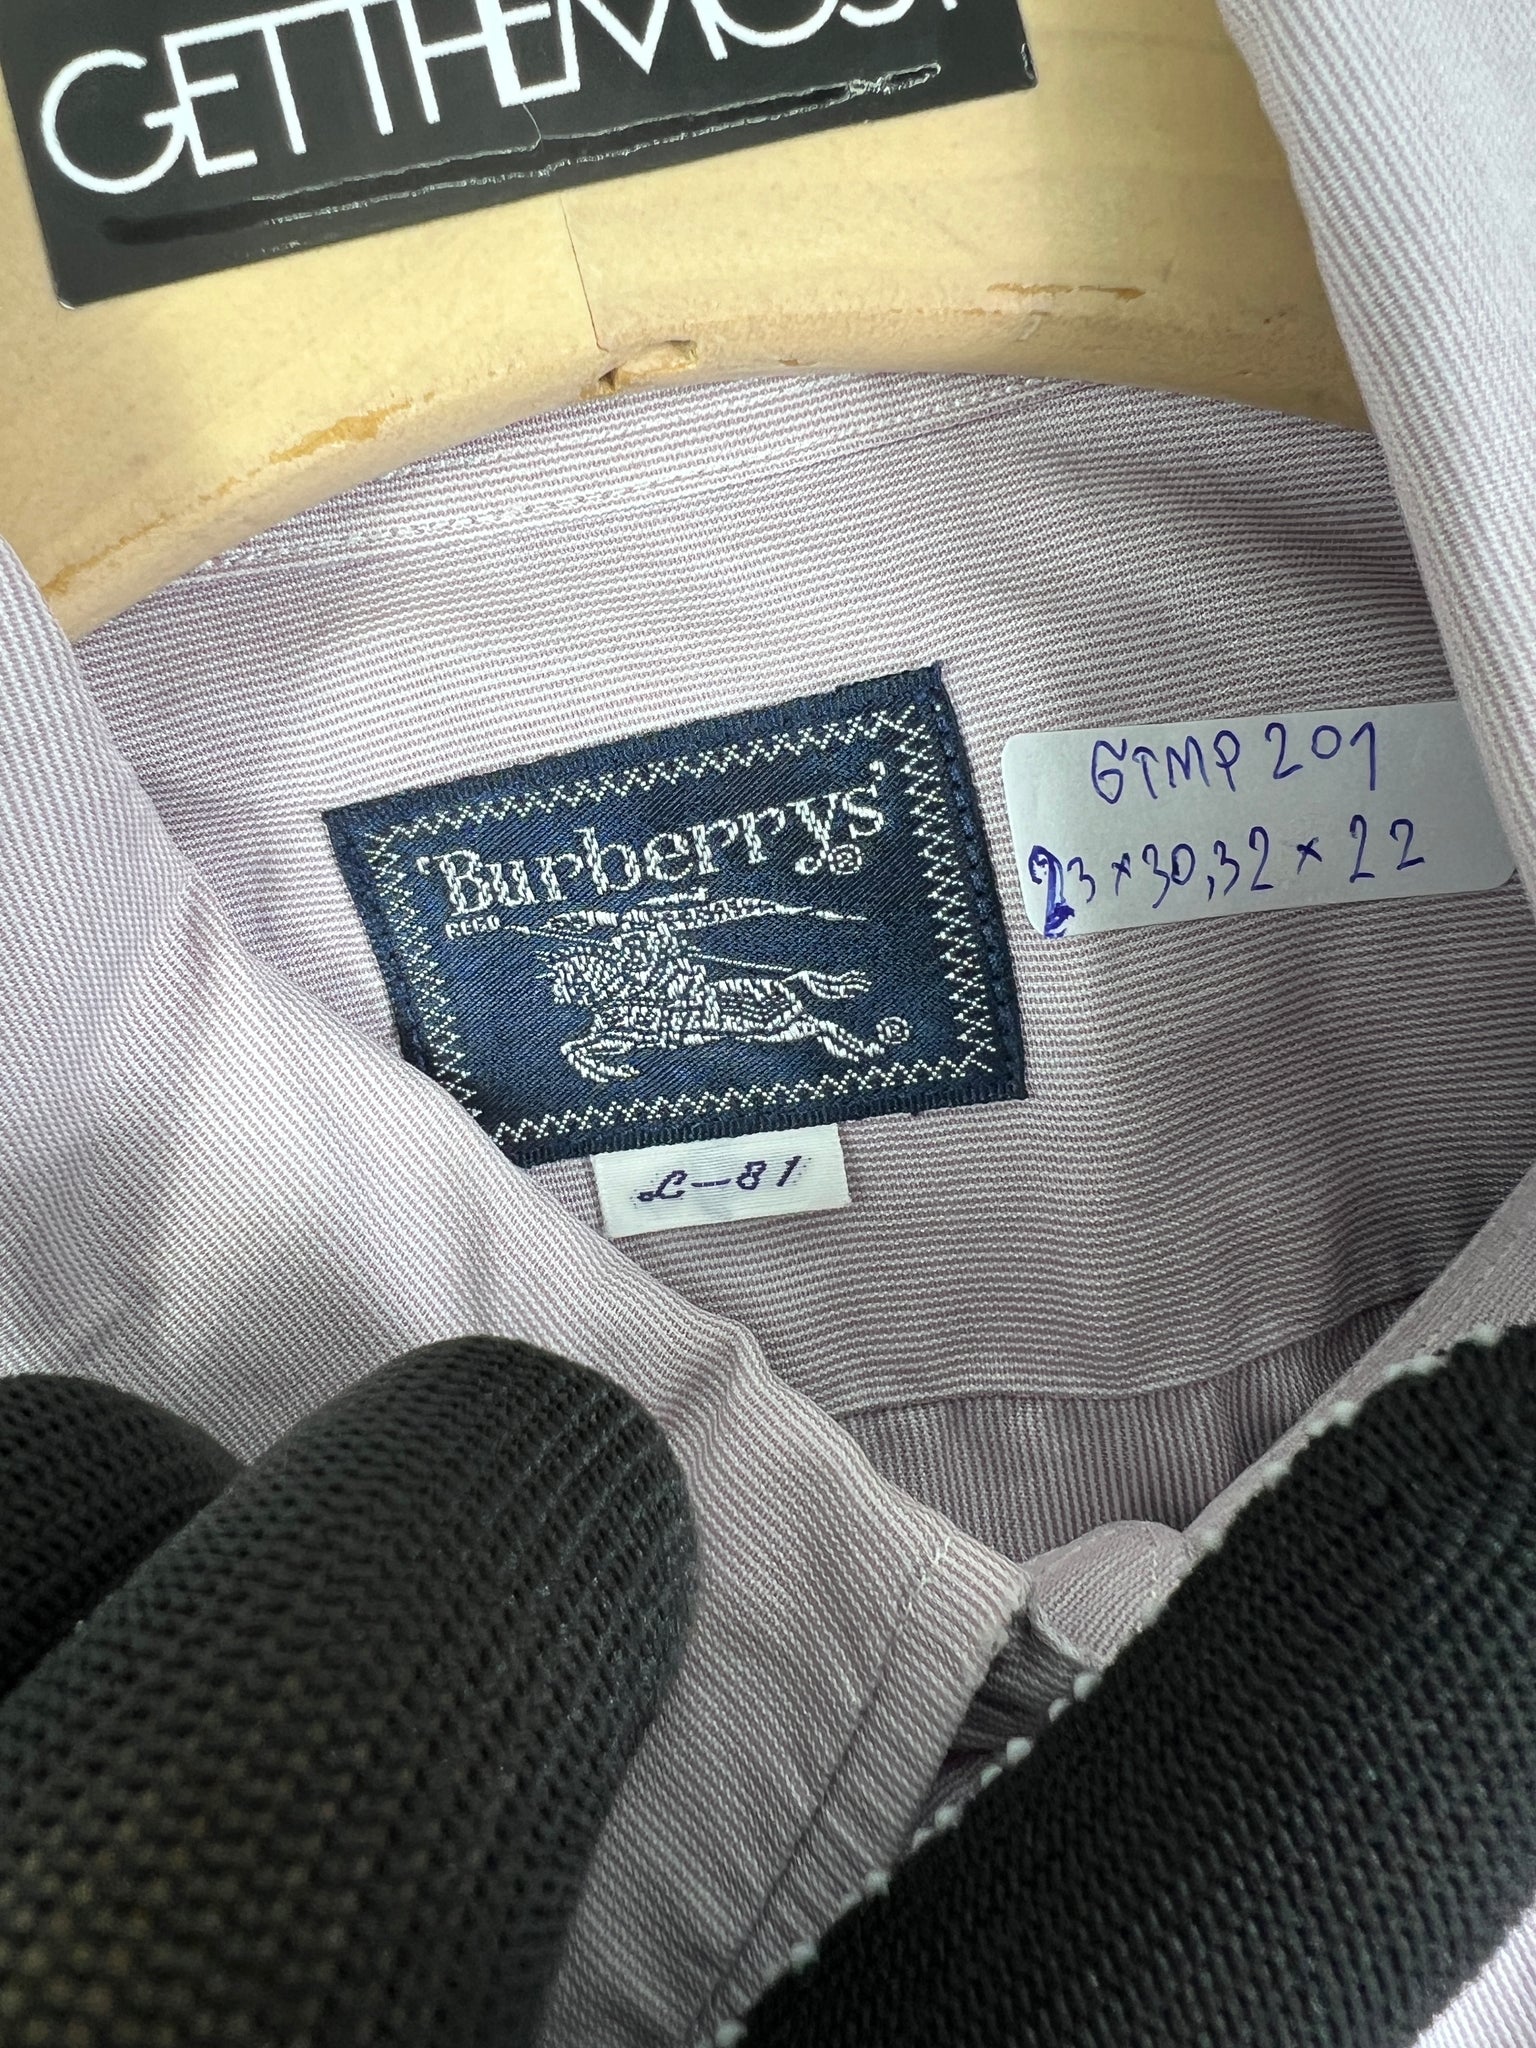 GETTHEMOST
Burberrys'®
REGD
®
L-81
GTMP 201
23 × 30,32 × 22